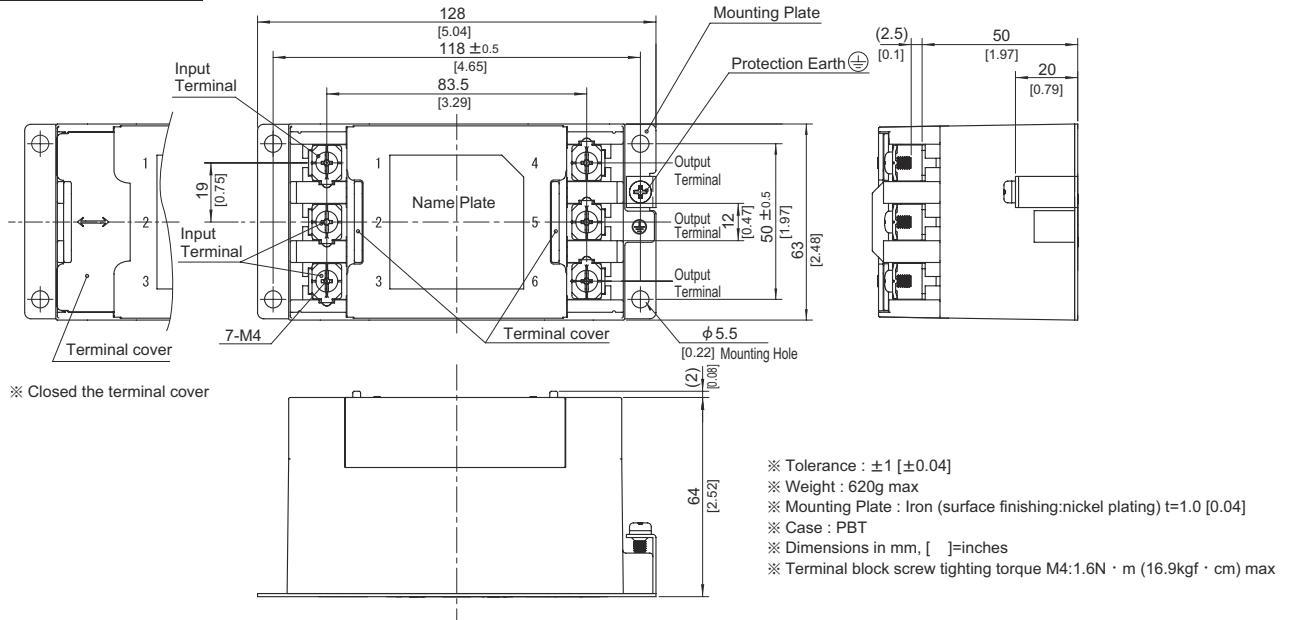 128
[5.04]
118 ±0.5
[4.65]
83.5
[3.29]
Mounting Plate
Protection Earth
Input
Terminal
(2.5)
[0.1]
50
[1.97]
20
[0.79]
1
2
3
19
[0.75]
Input
Terminal
1
2
3
Name Plate
4
5
6
Output
Terminal
Output
Terminal
Output
Terminal
12
[0.47]
50 ±0.5
[1.97]
63
[2.48]
Terminal cover
7-M4
Terminal cover
φ5.5
[0.22] Mounting Hole
※ Closed the terminal cover
(2)
[0.08]
64
[2.52]
※ Tolerance : ±1 [±0.04]
※ Weight : 620g max
※ Mounting Plate : Iron (surface finishing:nickel plating) t=1.0 [0.04]
※ Case : PBT
※ Dimensions in mm, [ ]=inches
※ Terminal block screw tighting torque M4:1.6N · m (16.9kgf · cm) max